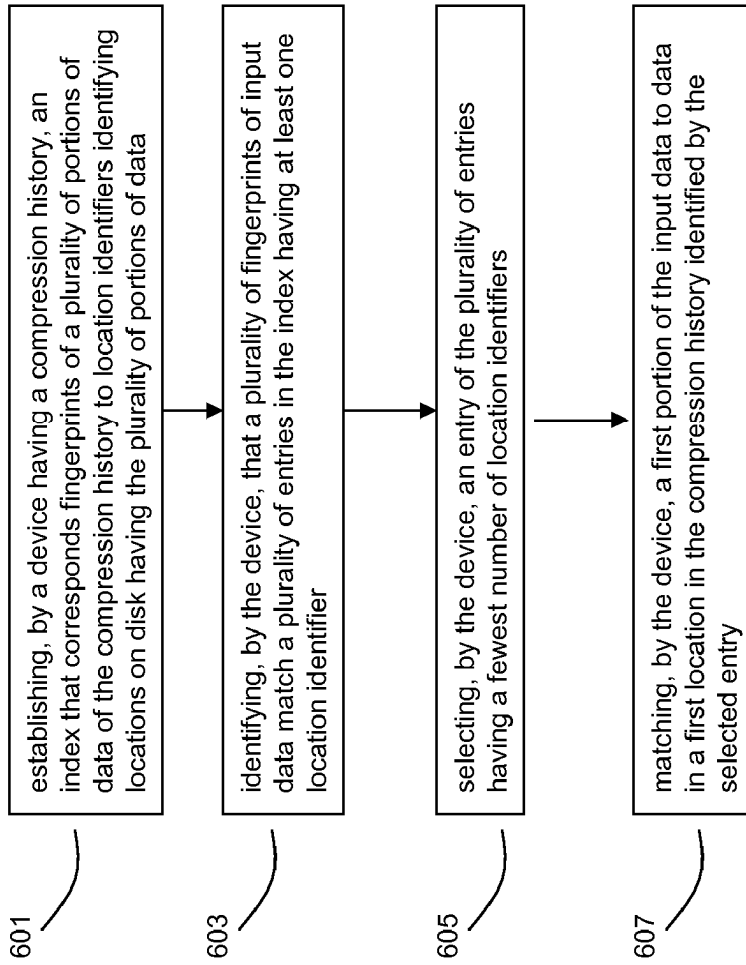 601
establishing, by a device having a compression history, an
index that corresponds fingerprints of a plurality of portions of
data of the compression history to location identifiers identifying
locations on disk having the plurality of portions of data
603
identifying, by the device, that a plurality of fingerprints of input
data match a plurality of entries in the index having at least one
location identifier
605
selecting, by the device, an entry of the plurality of entries
having a fewest number of location identifiers
607
matching, by the device, a first portion of the input data to data
in a first location in the compression history identified by the
selected entry